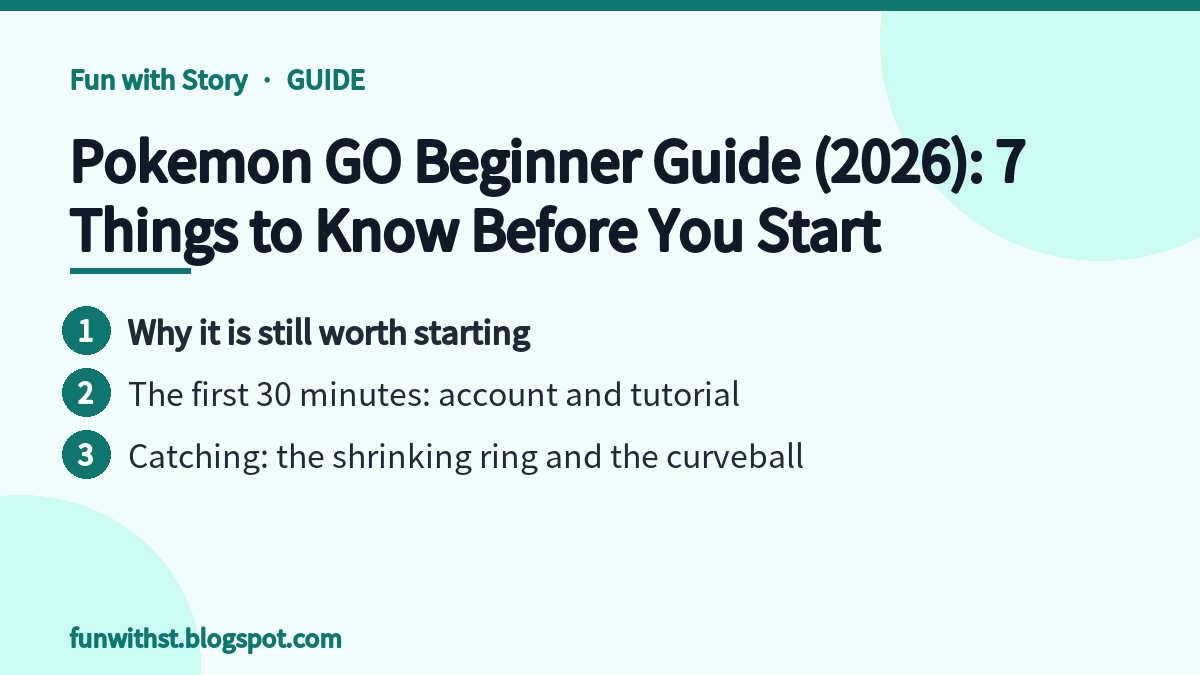 Fun with Story · GUIDE
Pokemon GO Beginner Guide (2026): 7
Things to Know Before You Start
1 Why it is still worth starting
2 The first 30 minutes: account and tutorial
3 Catching: the shrinking ring and the curveball
funwithst.blogspot.com